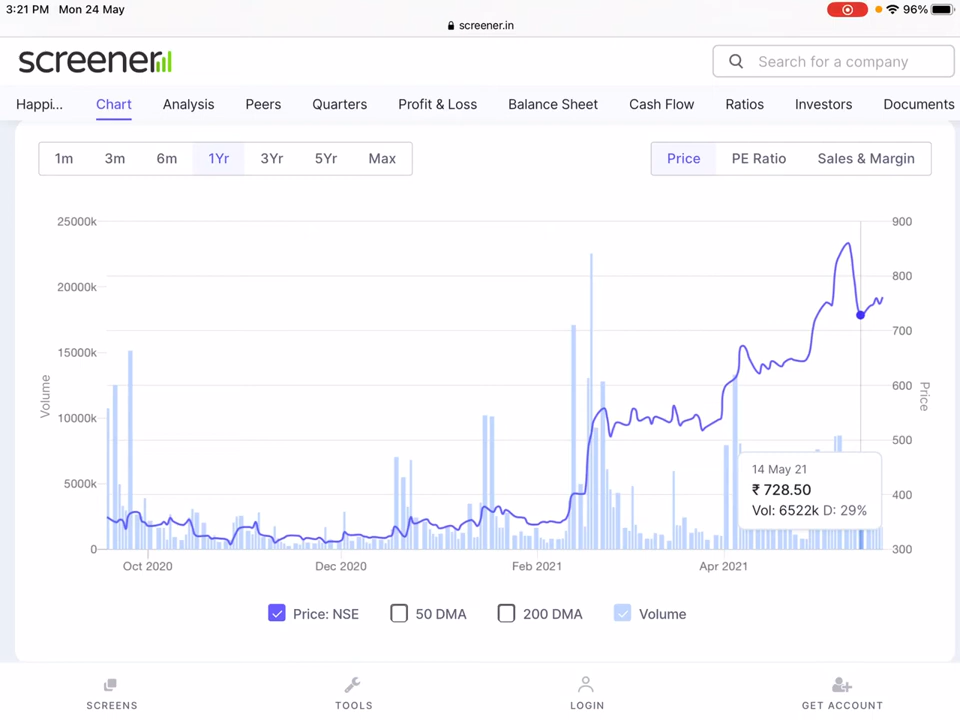 3:21 PM Mon 24 May
96%
screener.in
screener
Search for a company
Happi... Chart Analysis Peers Quarters Profit & Loss Balance Sheet Cash Flow Ratios Investors Documents
1m 3m 6m 1Yr 3Yr 5Yr Max Price PE Ratio Sales & Margin
25000k 900
20000k 800
15000k 700
10000k 600
5000k 500
0 400
300
Volume
Price
14 May 21
₹ 728.50
Vol: 6522k D: 29%
Oct 2020 Dec 2020 Feb 2021 Apr 2021
Price: NSE 50 DMA 200 DMA Volume
SCREENS TOOLS LOGIN GET ACCOUNT